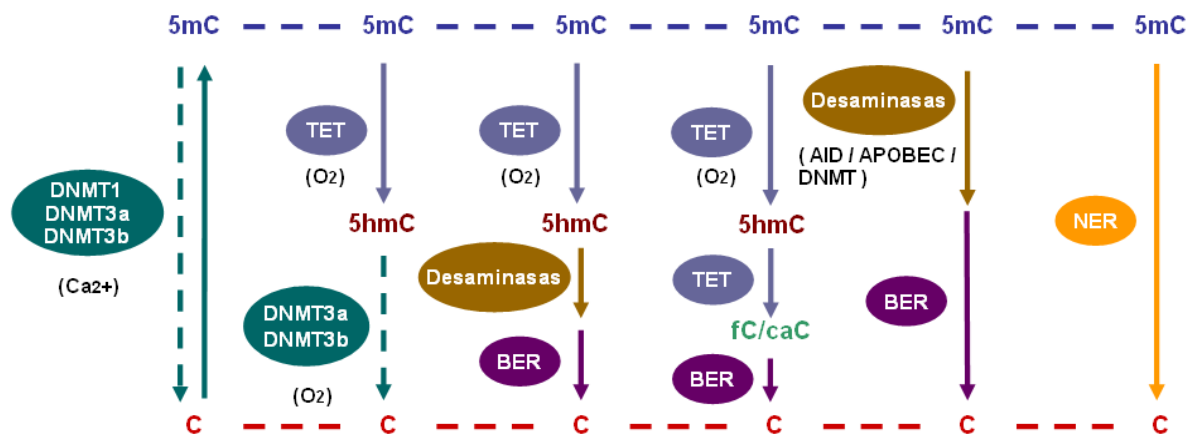 5mC 5mC 5mC 5mC 5mC 5mC
DNMT1
DNMT3a
DNMT3b
(Ca2+)
TET
(O2)
5hmC
DNMT3a
DNMT3b
(O2)
TET
(O2)
5hmC
Desaminasas
BER
TET
(O2)
5hmC
TET
fC/caC
BER
Desaminasas
( AID / APOBEC /
DNMT )
BER
NER
C C C C C C